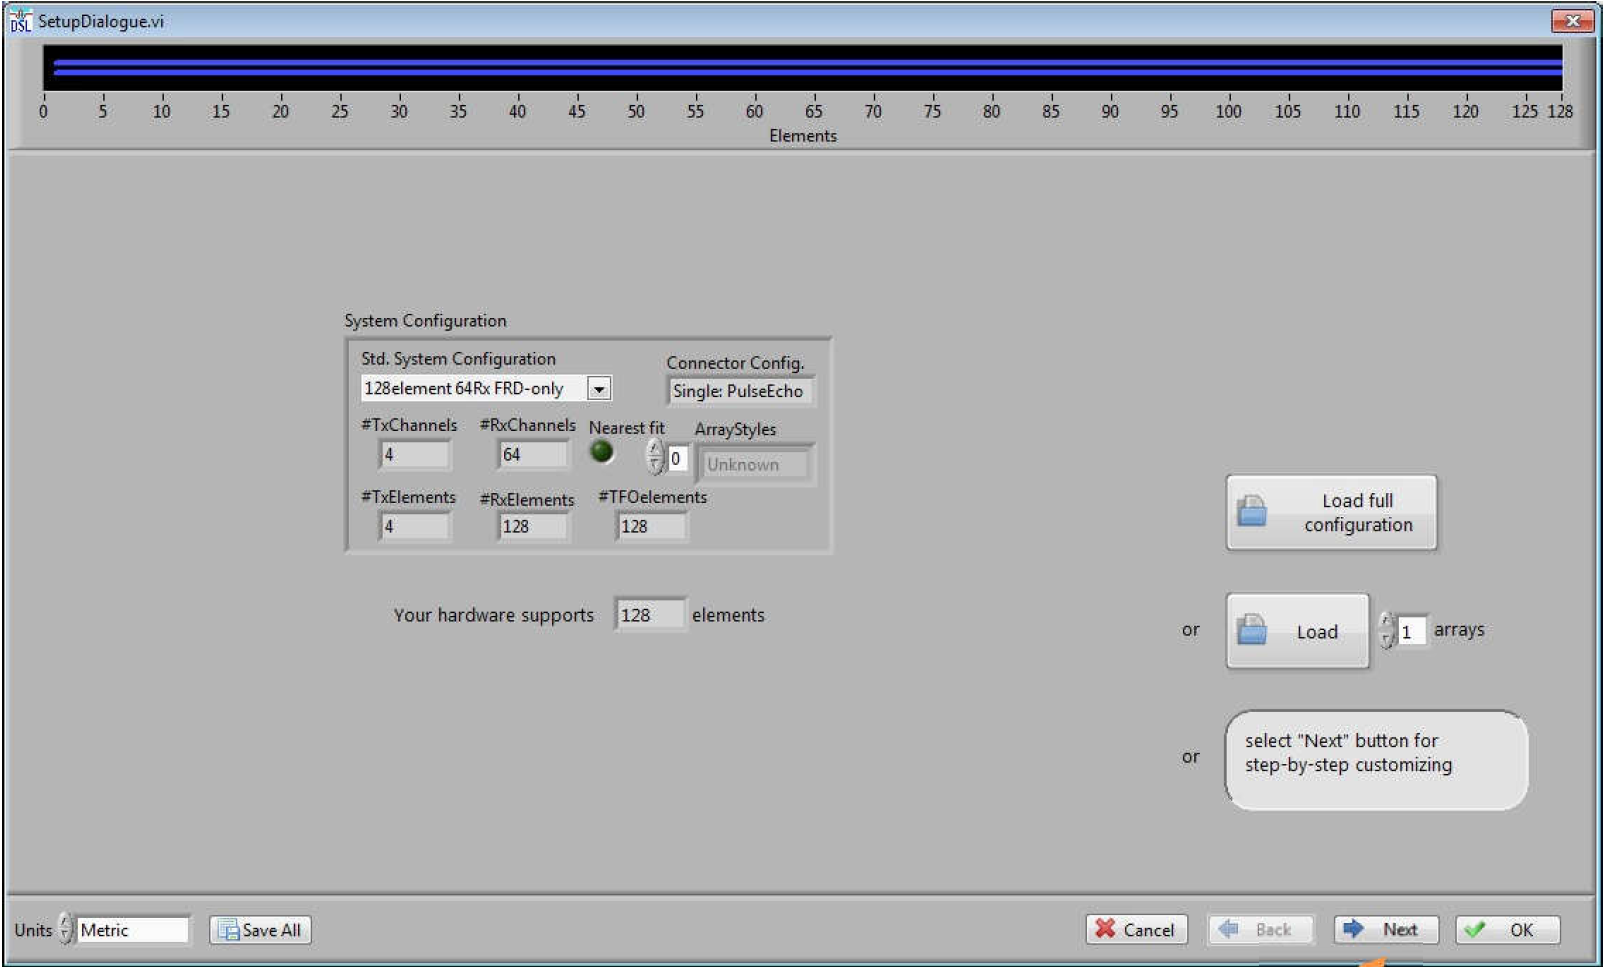 DSL SetupDialogue.vi
0 5 10 15 20 25 30 35 40 45 50 55 60 65 70 75 80 85 90 95 100 105 110 115 120 125 128
Elements
System Configuration
Std. System Configuration
Connector Config.
128element 64Rx FRD-only
Single: PulseEcho
#TxChannels #RxChannels Nearest fit ArrayStyles
4 64 0 Unknown
#TxElements #RxElements #TFOelements
4 128 128
Load full
configuration
Your hardware supports 128 elements
or Load 1 arrays
or
select "Next" button for
step-by-step customizing
Units Metric Save All Cancel Back Next OK